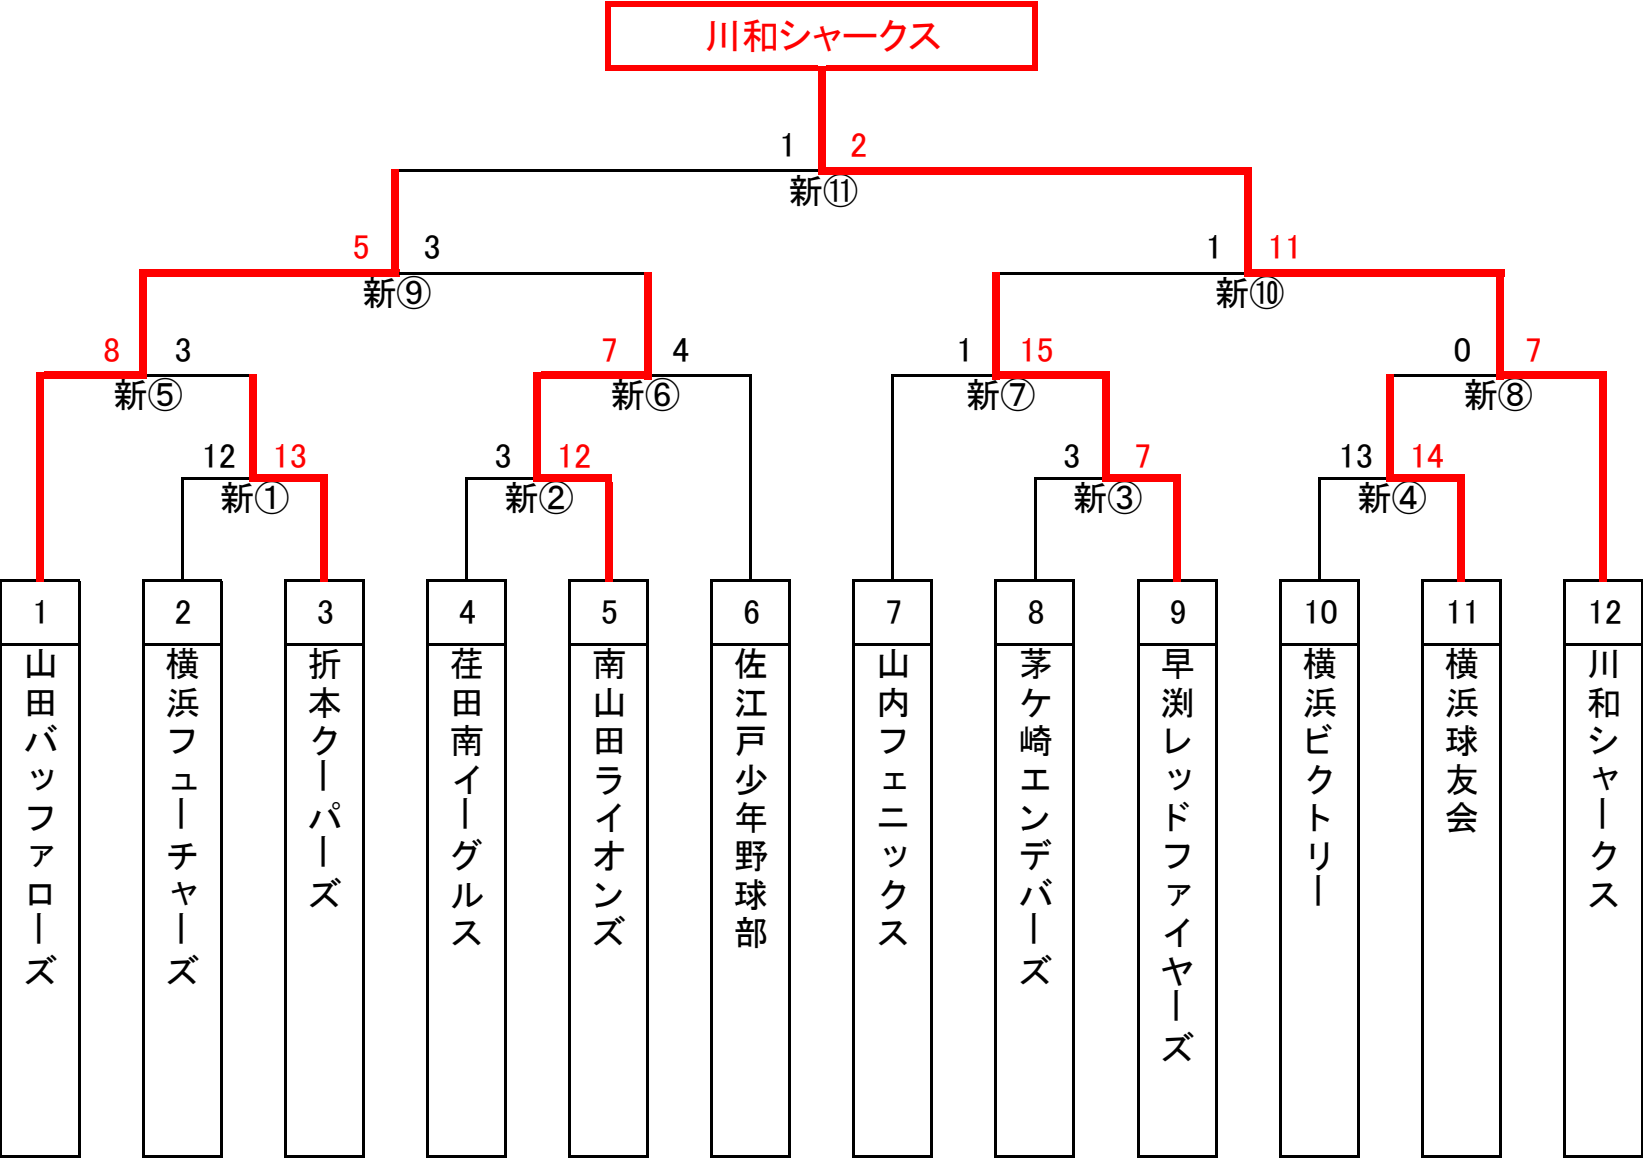 川和シャークス
1 2
新⑪
5 3 1 11
新⑨ 新⑩
8 3 7 4 1 15 0 7
新⑤ 新⑥ 新⑦ 新⑧
12 13 3 12 3 7 13 14
新① 新② 新③ 新④
1 2 3 4 5 6 7 8 9 10 11 12
山田バッファローズ
横浜フューチャーズ
折本クーパーズ
荏田南イーグルス
南山田ライオンズ
佐江戸少年野球部
山内フェニックス
茅ケ崎エンデバーズ
早渕レッドファイヤーズ
横浜ビクトリー
横浜球友会
川和シャークス